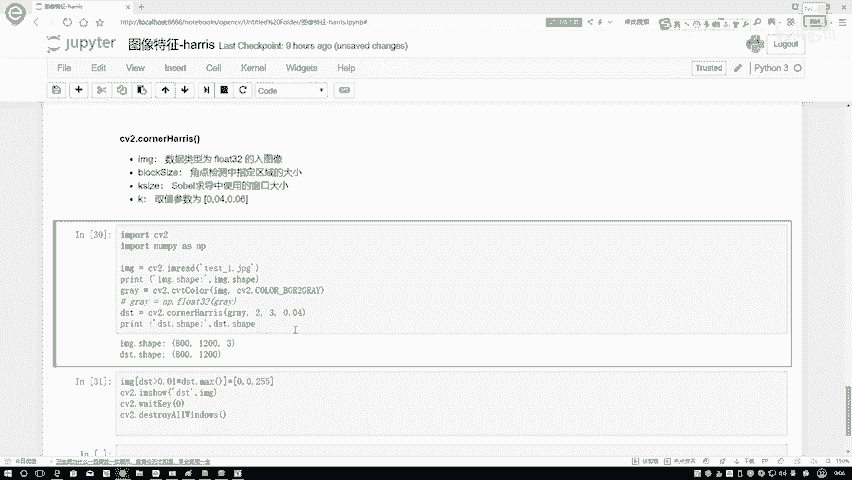 图像特征-harris
http://localhost:8888/notebooks/opencv/Untitled Folder/图像特征-harris.ipynb#
jupyter 图像特征-harris Last Checkpoint: 9 hours ago (unsaved changes)
Logout
File Edit View Insert Cell Kernel Widgets Help
Trusted Python 3
Code
cv2.cornerHarris()
img： 数据类型为 float32 的入图像
blockSize： 角点检测中指定区域的大小
ksize： Sobel求导中使用的窗口大小
k： 取值参数为 [0,04,0.06]
In [30]:
import cv2
import numpy as np
img = cv2.imread('test_1.jpg')
print ('img.shape:',img.shape)
gray = cv2.cvtColor(img, cv2.COLOR_BGR2GRAY)
# gray = np.float32(gray)
dst = cv2.cornerHarris(gray, 2, 3, 0.04)
print ('dst.shape:',dst.shape
img.shape: (800, 1200, 3)
dst.shape: (800, 1200)
In [31]:
img[dst>0.01*dst.max()]=[0,0,255]
cv2.imshow('dst',img)
cv2.waitKey(0)
cv2.destroyAllWindows()
In [ ]:
150%